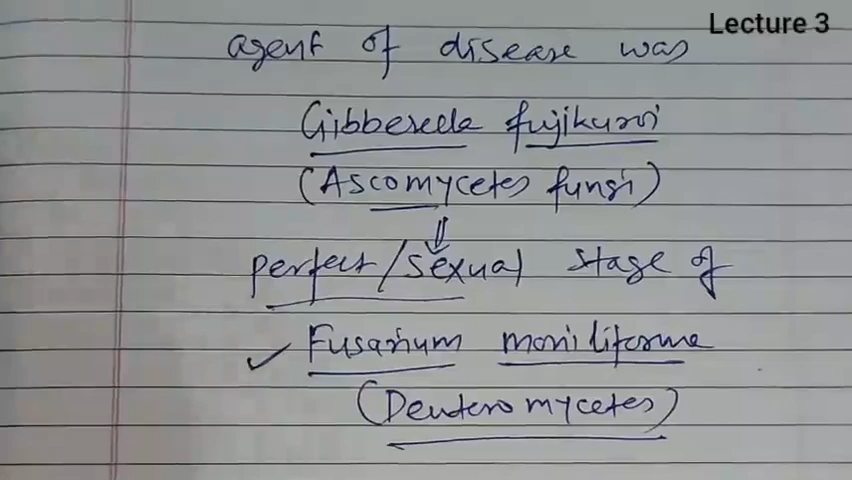 Lecture 3
agent of disease was
Gibberella fujikuroi
(Ascomycetes fungi)
⇓
perfect/sexual stage of
✓ Fusarium moniliforme
(Deuteromycetes)